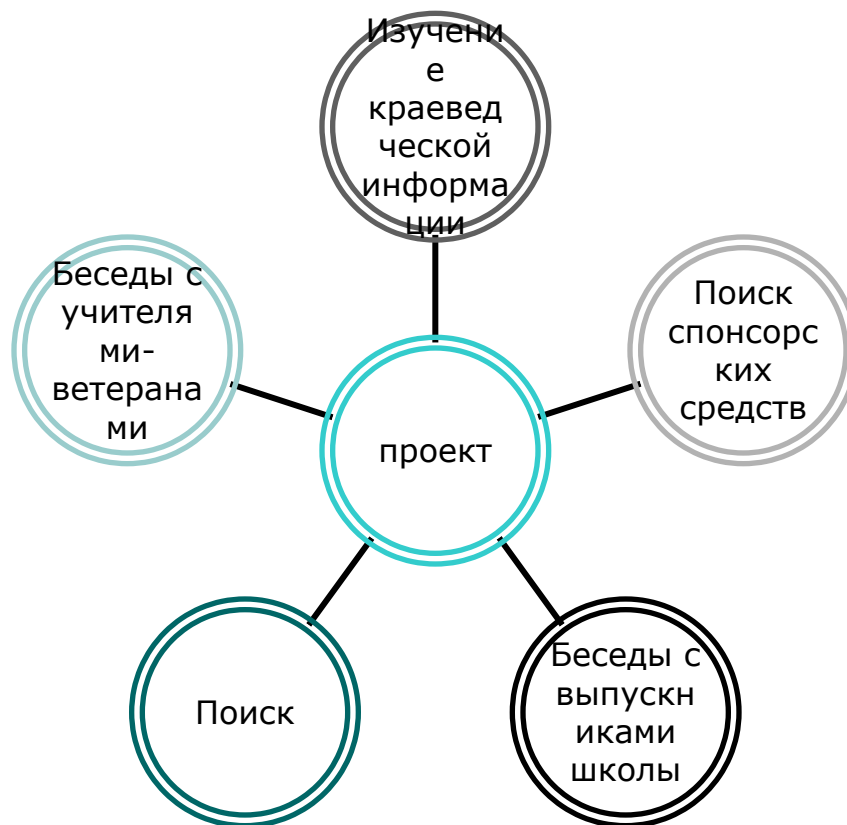 Изучени
е
краевед
ческой
информа
ции
Беседы с
учителя
ми-
ветерана
ми
Поиск
спонсорс
ких
средств
проект
Поиск
Беседы с
выпускн
иками
школы